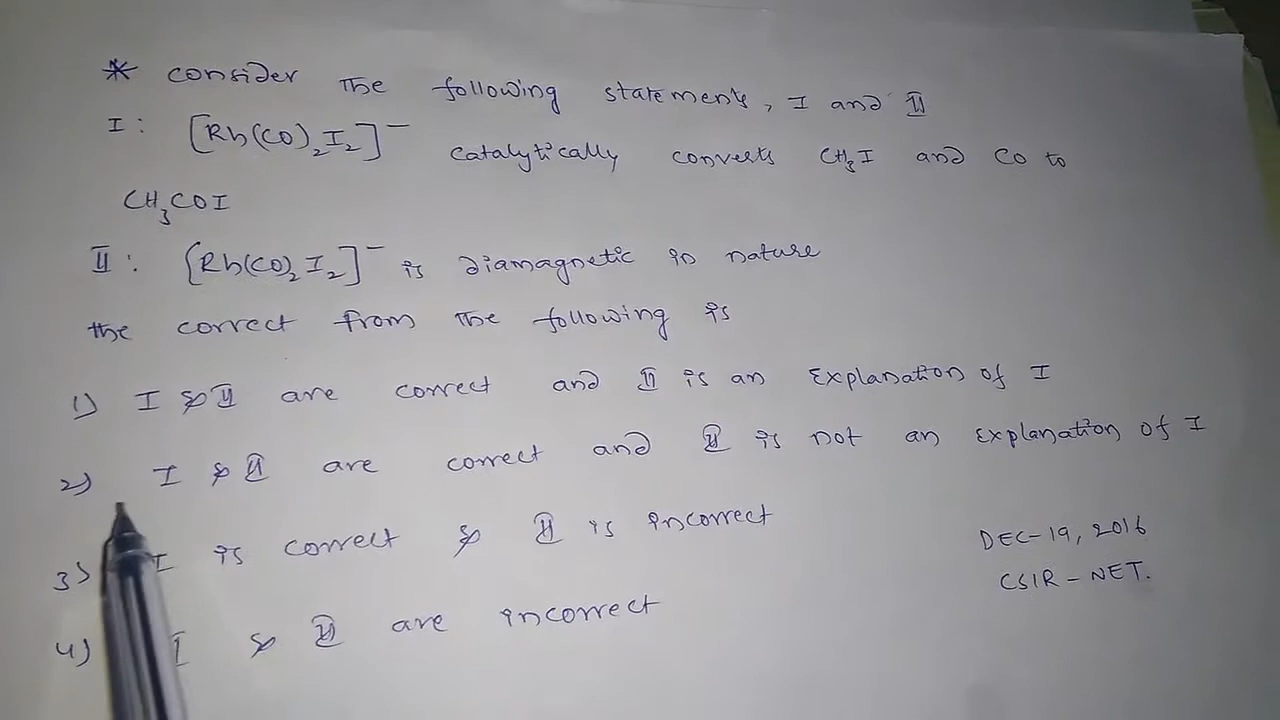 * consider the following statements, I and II
I : [Rh(CO)₂I₂]⁻ catalytically converts CH₃I and CO to
CH₃COI
II : [Rh(CO)₂I₂]⁻ is diamagnetic in nature
the correct from the following is
1) I & II are correct and II is an Explanation of I
2) I & II are correct and II is not an Explanation of I
3) I is correct & II is incorrect
4) I & II are incorrect
DEC-19, 2016
CSIR-NET.